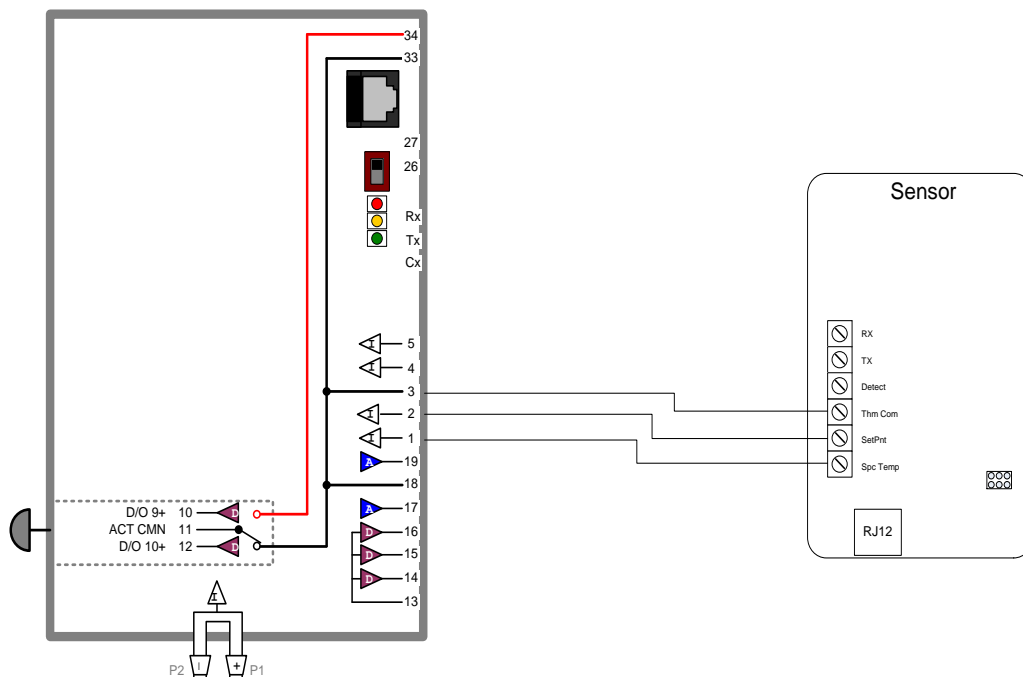 34
33
27
26
Rx
Tx
Cx
5
I
4
I
3
2
I
1
I
19
A
18
17
A
16
D
15
D
14
D
13
D/O 9+ 10 D
ACT CMN 11
D/O 10+ 12 D
I
P2 - + P1
Sensor
RX
TX
Detect
Thm Com
SetPnt
Spc Temp
RJ12